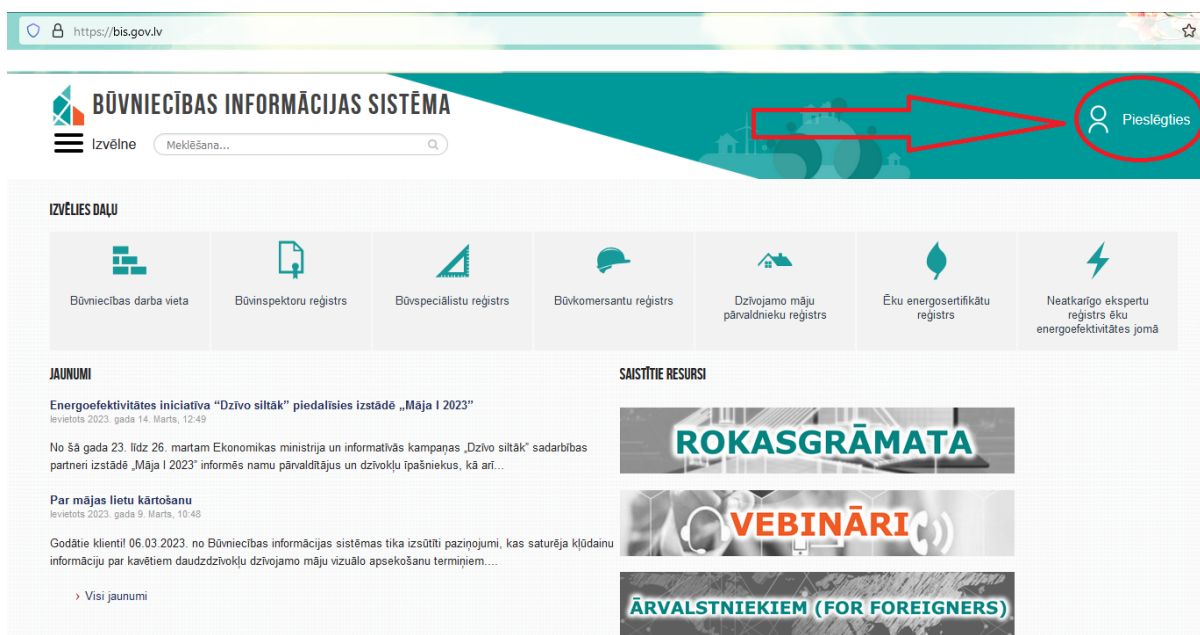 https://bis.gov.lv
BŪVNIECĪBAS INFORMĀCIJAS SISTĒMA
Pieslēgties
Izvēlne
Meklēšana...
IZVĒLIES DAĻU
Būvniecības darba vieta
Būvinspektoru reģistrs
Būvspeciālistu reģistrs
Būvkomersantu reģistrs
Dzīvojamo māju
pārvaldnieku reģistrs
Ēku energosertifikātu
reģistrs
Neatkarīgo ekspertu
reģistrs ēku
energoefektivitātes jomā
JAUNUMI
Energoefektivitātes iniciatīva “Dzīvo siltāk” piedalīsies izstādē „Māja I 2023”
Ievietots 2023. gada 14. Marts, 12:49
No šā gada 23. līdz 26. martam Ekonomikas ministrija un informatīvās kampaņas „Dzīvo siltāk” sadarbības
partneri izstādē „Māja I 2023” informēs namu pārvaldītājus un dzīvokļu īpašniekus, kā arī...
Par mājas lietu kārtošanu
Ievietots 2023. gada 9. Marts, 10:48
Godātie klienti! 06.03.2023. no Būvniecības informācijas sistēmas tika izsūtīti paziņojumi, kas saturēja kļūdainu
informāciju par kavētiem daudzdzīvokļu dzīvojamo māju vizuālo apsekošanu termiņiem....
› Visi jaunumi
SAISTĪTIE RESURSI
ROKASGRĀMATA
VEBINĀRI
ĀRVALSTNIEKIEM (FOR FOREIGNERS)